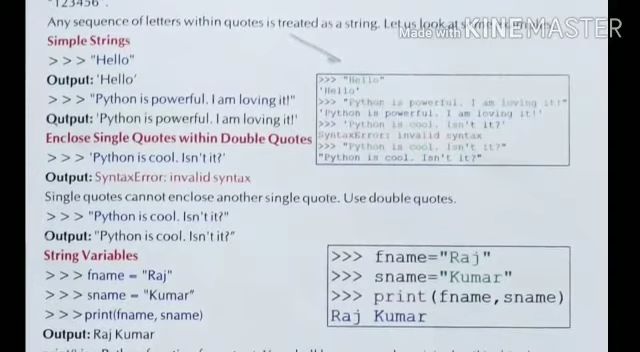 "123456".
Any sequence of letters within quotes is treated as a string. Let us look at
Made with KINEMASTER
Simple Strings
> > > "Hello"
Output: 'Hello'
> > > "Python is powerful. I am loving it!"
Output: 'Python is powerful. I am loving it!'
Enclose Single Quotes within Double Quotes
> > > 'Python is cool. Isn't it?'
Output: SyntaxError: invalid syntax
Single quotes cannot enclose another single quote. Use double quotes.
> > > "Python is cool. Isn't it?"
Output: "Python is cool. Isn't it?"
String Variables
> > > fname = "Raj"
> > > sname = "Kumar"
> > >print(fname, sname)
Output: Raj Kumar
>>> "Hello"
'Hello'
>>> "Python is powerful. I am loving it!"
'Python is powerful. I am loving it!'
>>> 'Python is cool. Isn't it?'
SyntaxError: invalid syntax
>>> "Python is cool. Isn't it?"
"Python is cool. Isn't it?"
>>> fname="Raj"
>>> sname="Kumar"
>>> print(fname,sname)
Raj Kumar